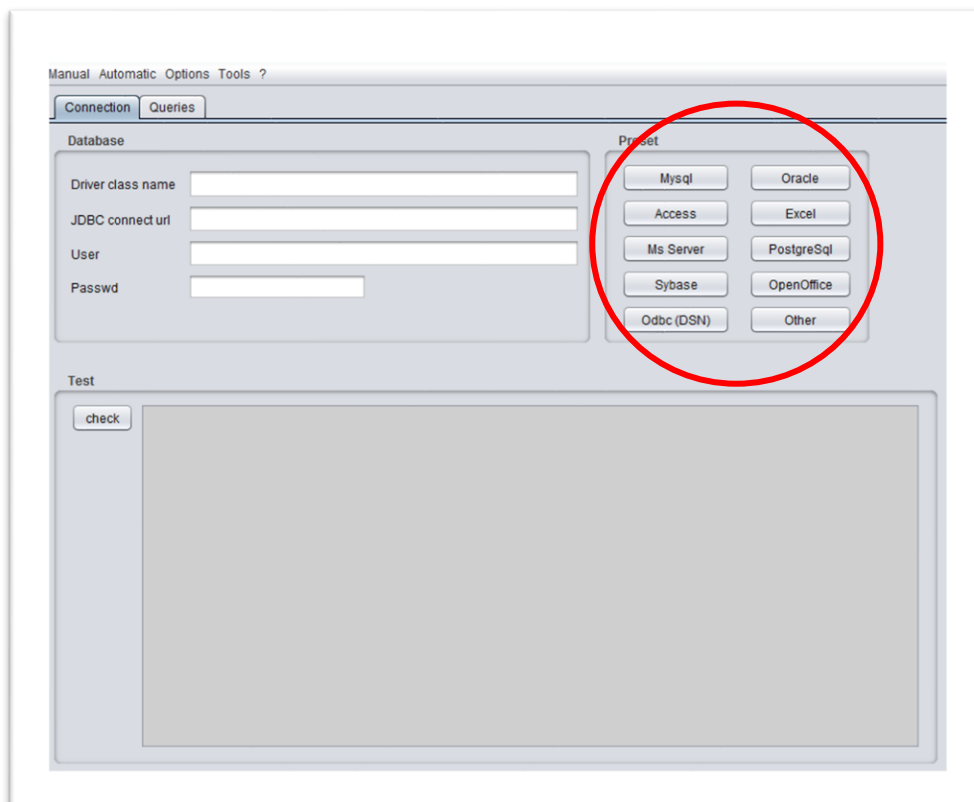 Manual Automatic Options Tools ?
Connection Queries
Database
Driver class name
JDBC connect url
User
Passwd
Preset
Mysql Oracle
Access Excel
Ms Server PostgreSql
Sybase OpenOffice
Odbc (DSN) Other
Test
check